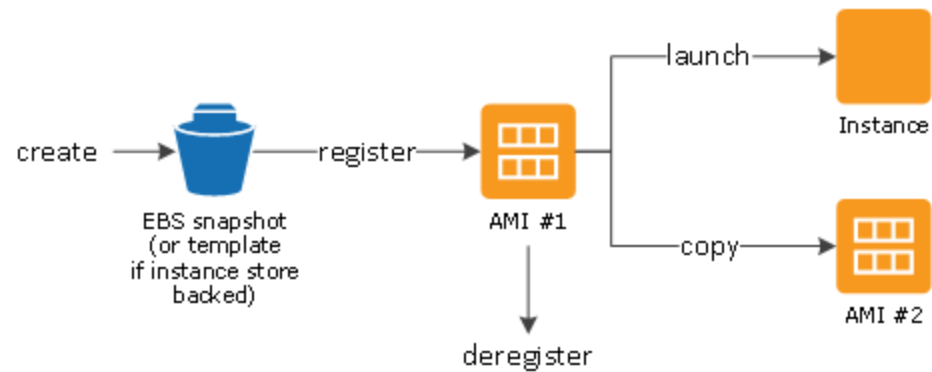 create
register
launch
copy
Instance
EBS snapshot
(or template
if instance store
backed)
AMI #1
AMI #2
deregister